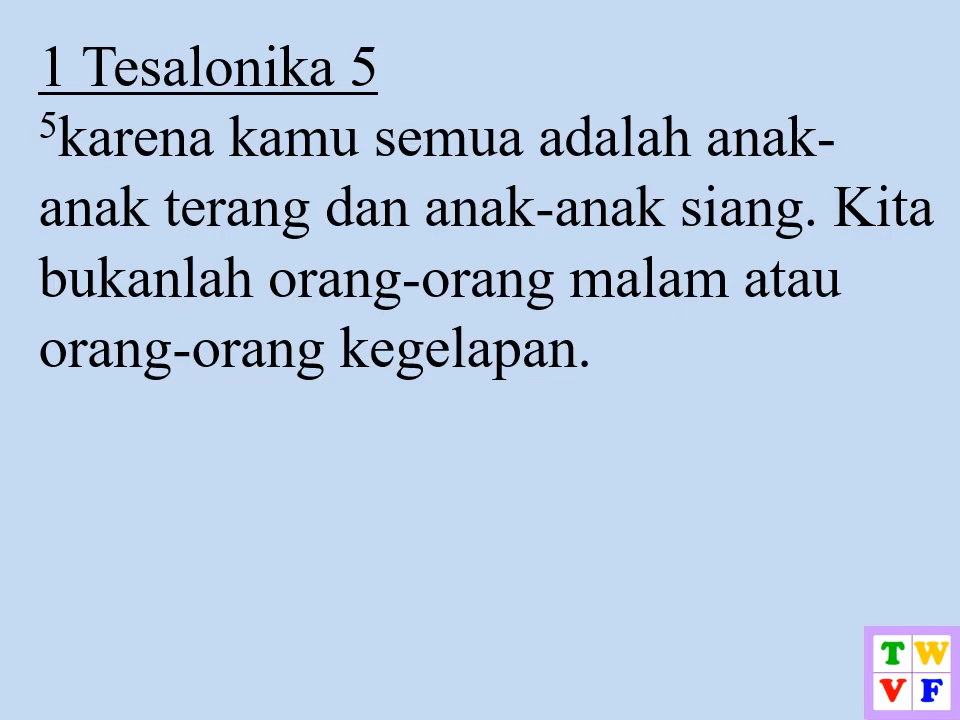 1 Tesalonika 5
5karena kamu semua adalah anak-
anak terang dan anak-anak siang. Kita
bukanlah orang-orang malam atau
orang-orang kegelapan.
T W
V F